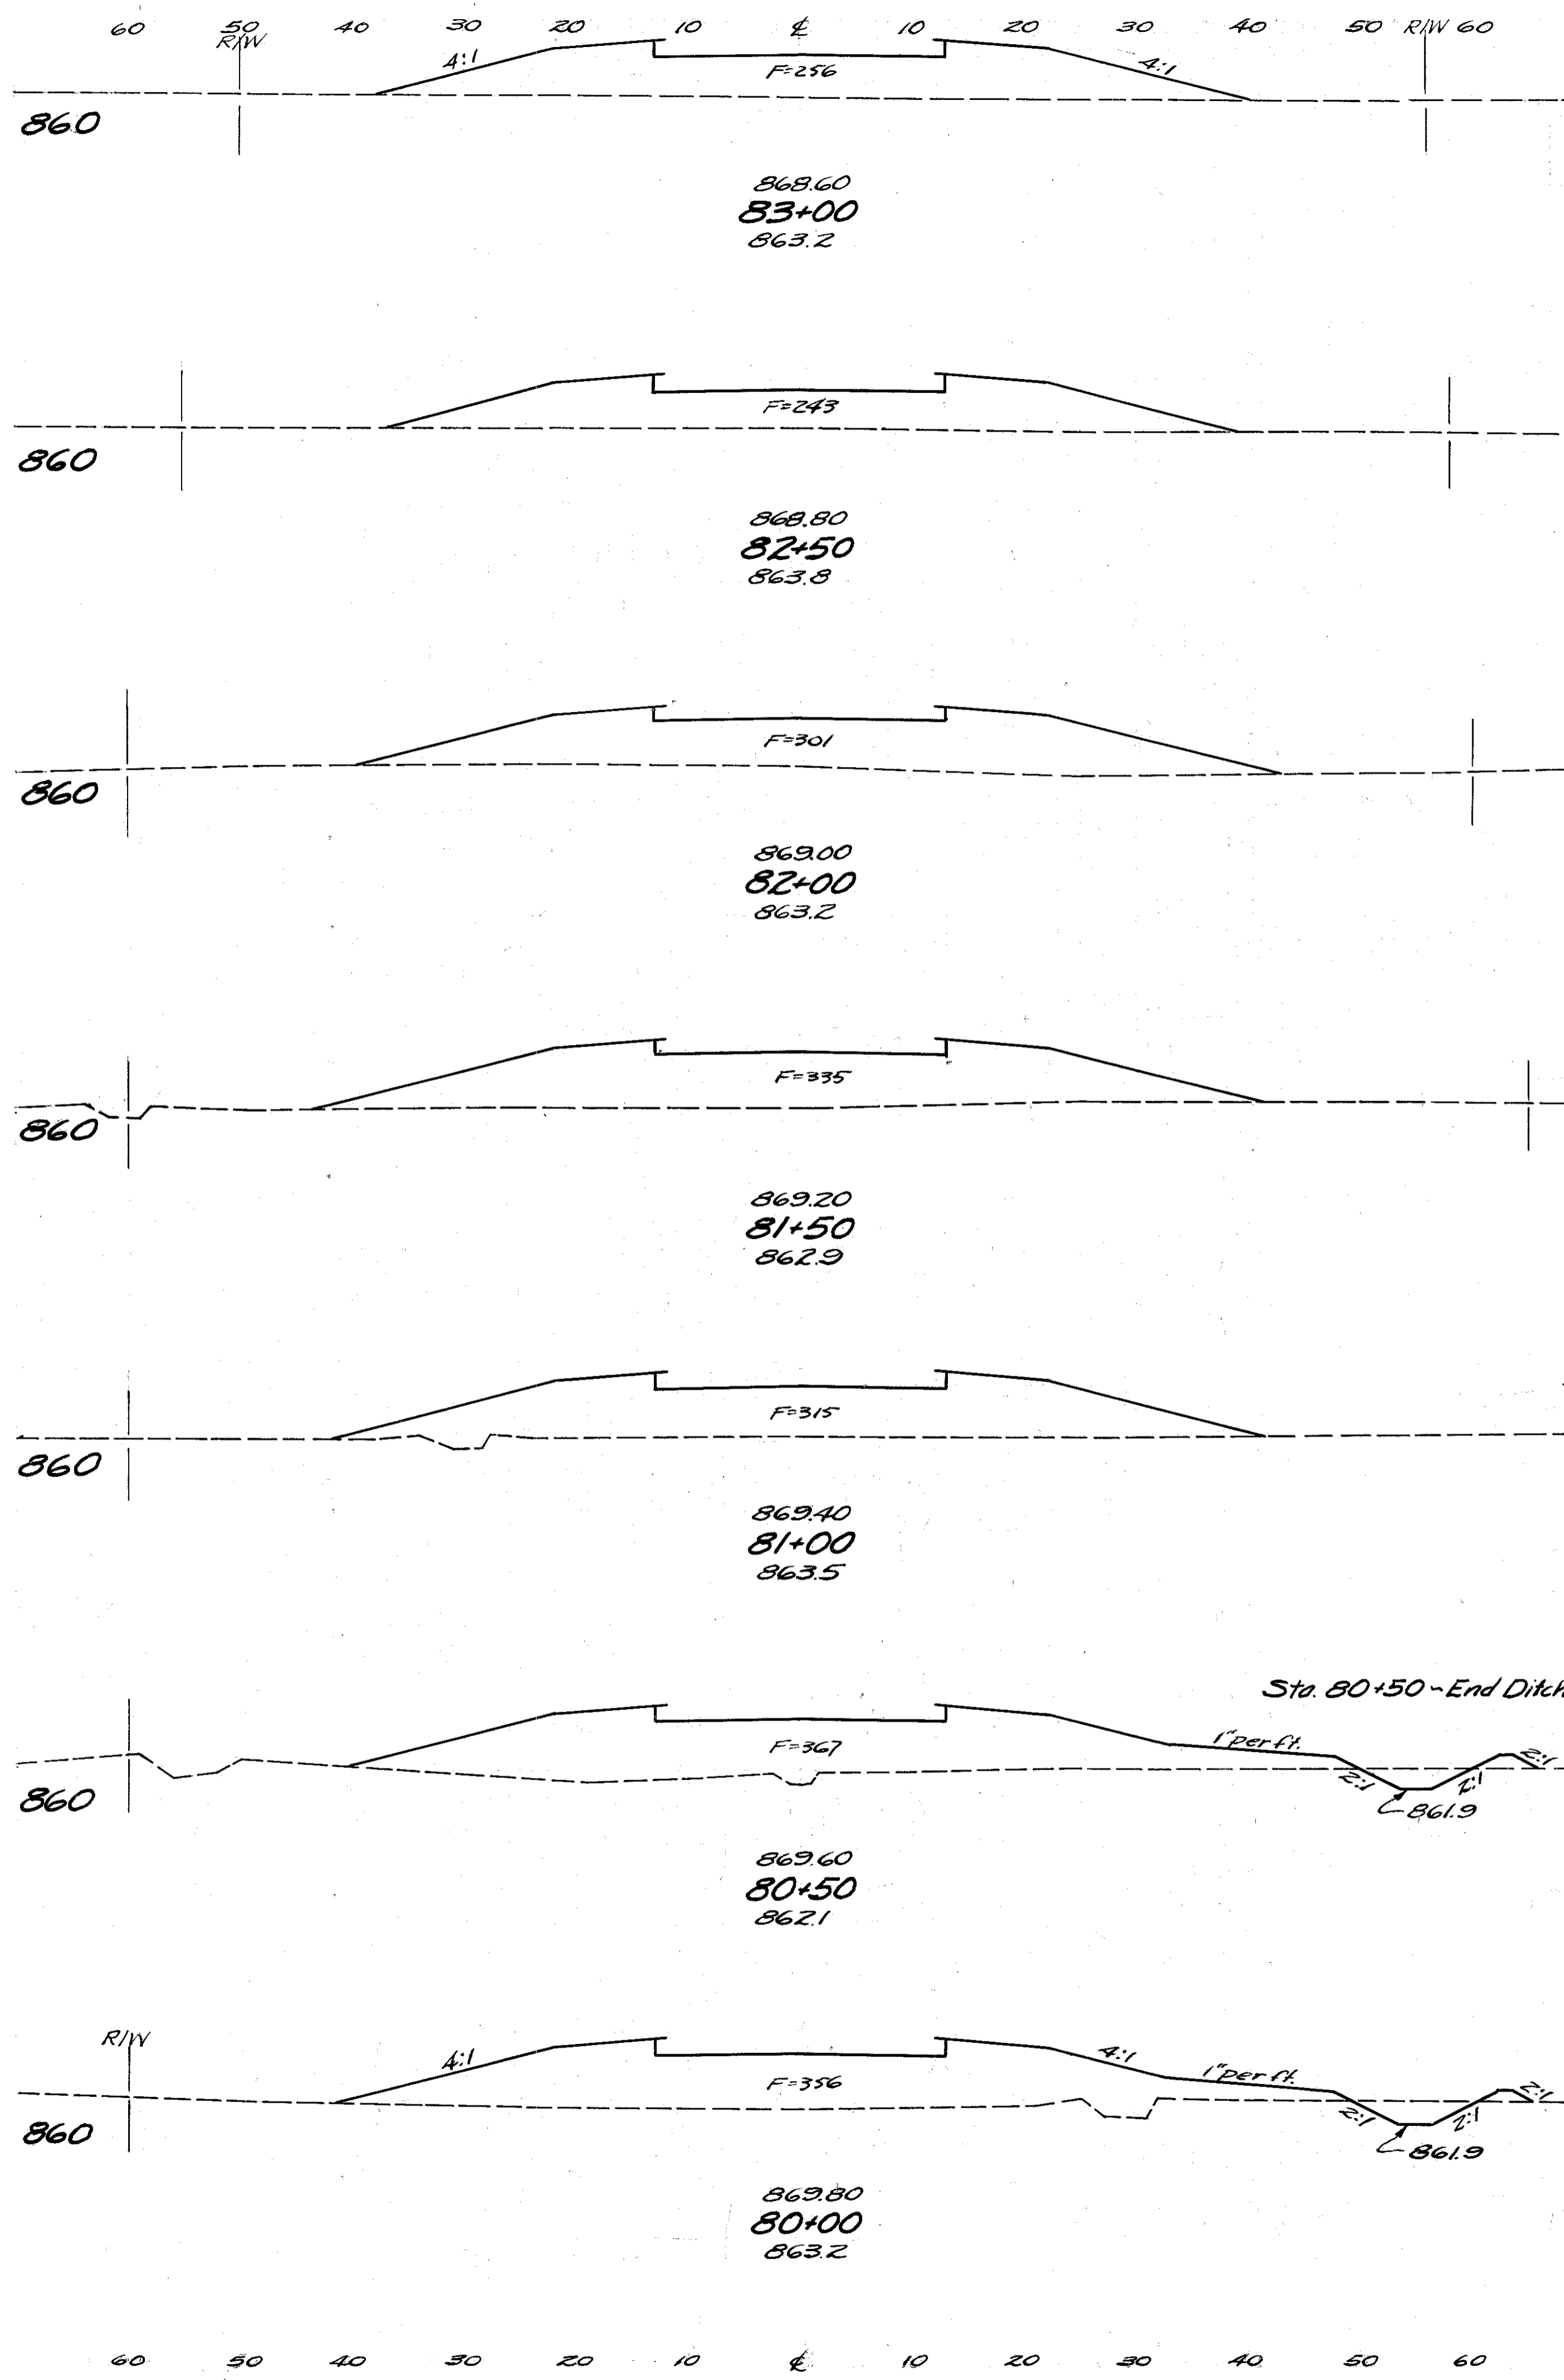 60 50 40 30 20 10 ℄ 10 20 30 40 50 R/W 60
R/W
4:1
4:1
F=256
860
868.60
83+00
863.2
F=243
860
868.80
82+50
863.8
F=301
860
869.00
82+00
863.2
F=335
860
869.20
81+50
862.9
F=315
860
869.40
81+00
863.5
Sta. 80+50 ~ End Ditch
F=367
1" per ft.
2:1
2:1
2:1
860
861.9
869.60
80+50
862.1
R/W
4:1
4:1
1" per ft.
F=356
2:1
2:1
2:1
860
861.9
869.80
80+00
863.2
60 50 40 30 20 10 ℄ 10 20 30 40 50 60